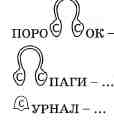 ПОРО С С ОК –
С С ПАГИ – ...
С УРНАЛ – ...